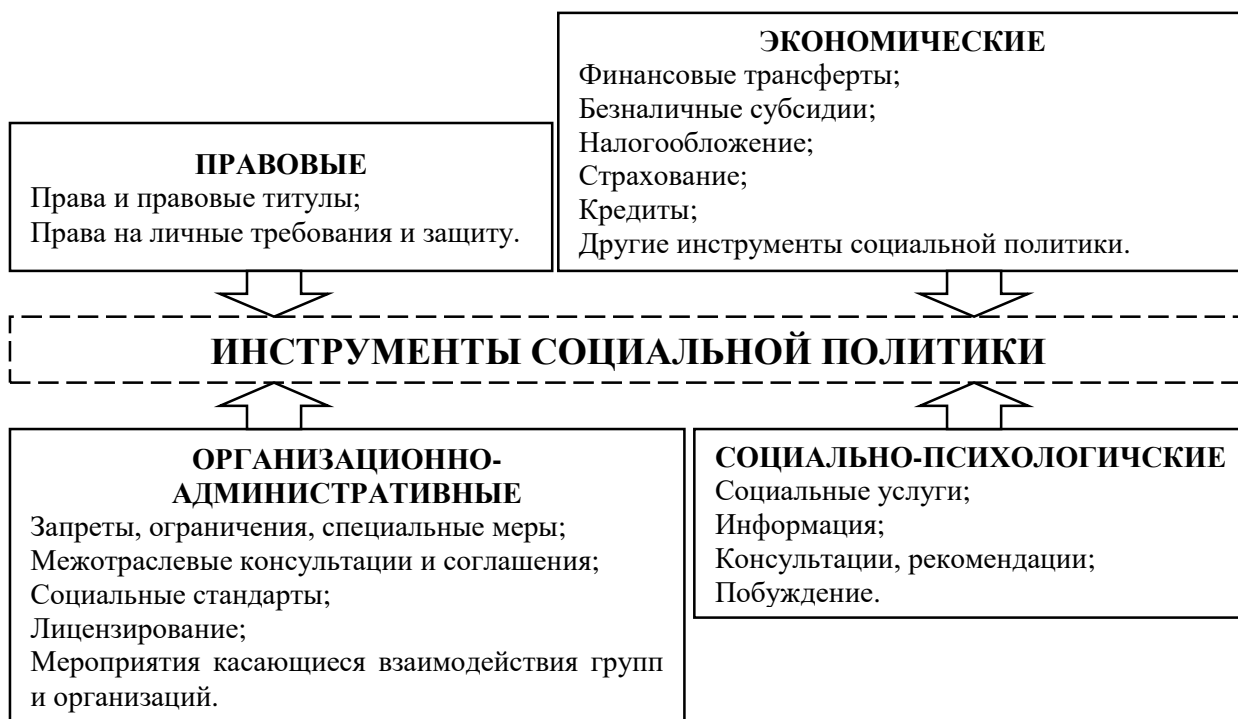 ЭКОНОМИЧЕСКИЕ
Финансовые трансферты;
Безналичные субсидии;
Налогообложение;
Страхование;
Кредиты;
Другие инструменты социальной политики.
ПРАВОВЫЕ
Права и правовые титулы;
Права на личные требования и защиту.
ИНСТРУМЕНТЫ СОЦИАЛЬНОЙ ПОЛИТИКИ
ОРГАНИЗАЦИОННО-
АДМИНИСТРАТИВНЫЕ
Запреты, ограничения, специальные меры;
Межотраслевые консультации и соглашения;
Социальные стандарты;
Лицензирование;
Мероприятия касающиеся взаимодействия групп
и организаций.
СОЦИАЛЬНО-ПСИХОЛОГИЧСКИЕ
Социальные услуги;
Информация;
Консультации, рекомендации;
Побуждение.